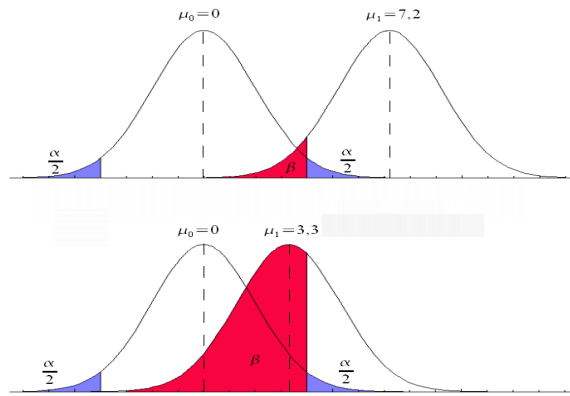 μ₀=0 μ₁=7,2
α/2 β α/2
μ₀=0 μ₁=3,3
α/2 β α/2